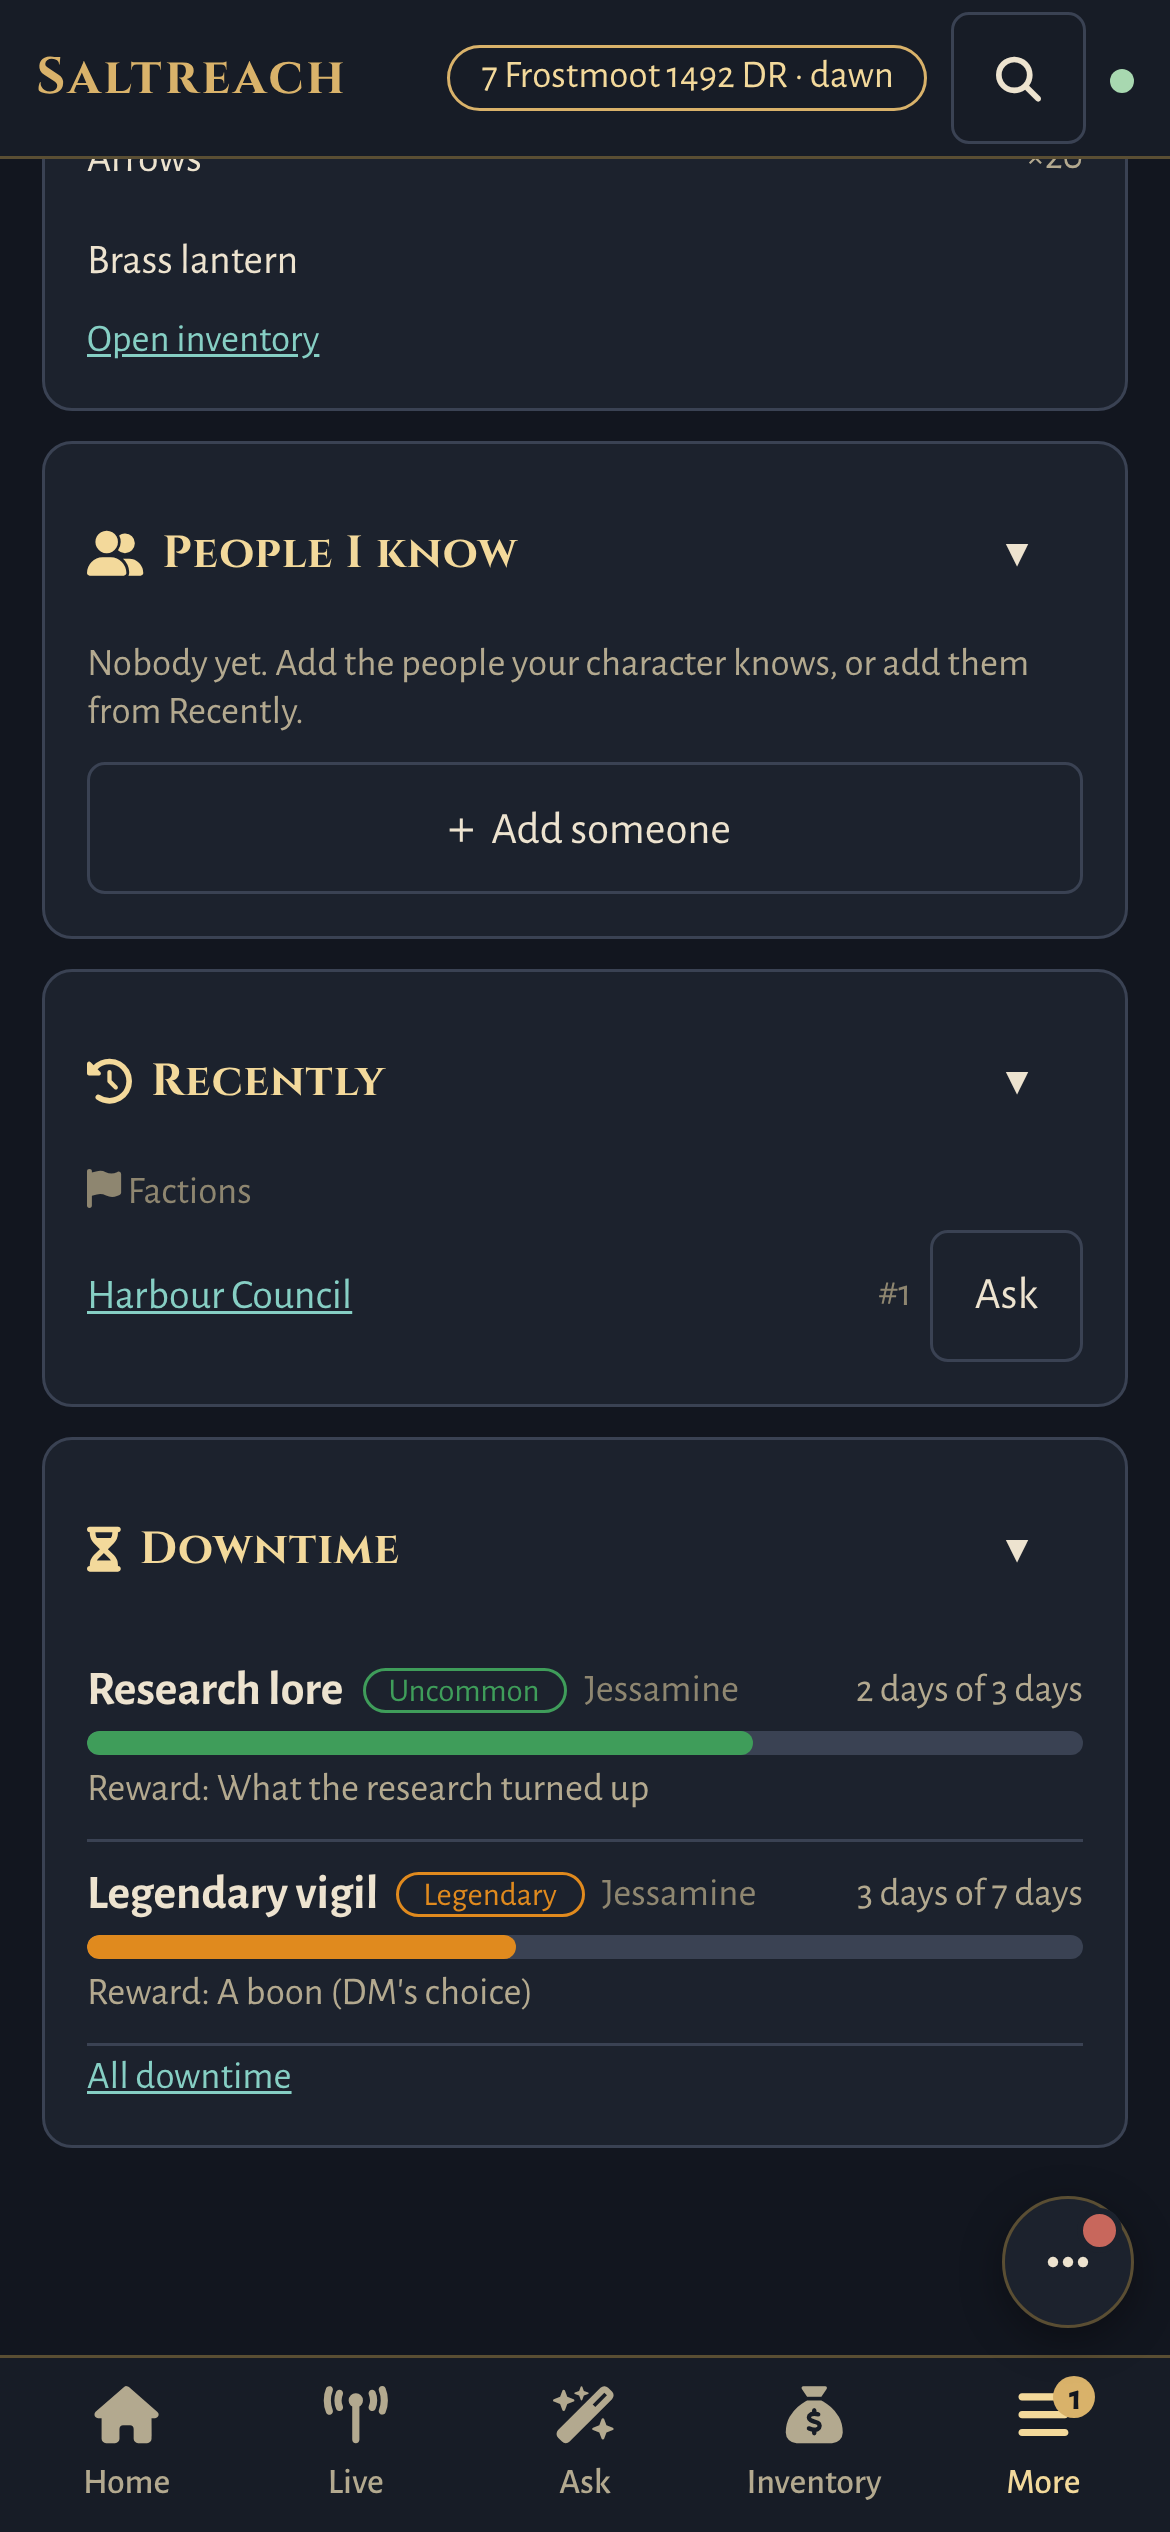 Saltreach
7 Frostmoot 1492 DR · dawn
Arrows
Brass lantern
Open inventory
People I know
▼
Nobody yet. Add the people your character knows, or add them
from Recently.
+ Add someone
Recently
▼
Factions
Harbour Council #1 Ask
Downtime
▼
Research lore Uncommon Jessamine 2 days of 3 days
Reward: What the research turned up
Legendary vigil Legendary Jessamine 3 days of 7 days
Reward: A boon (DM's choice)
All downtime
1
Home Live Ask Inventory More